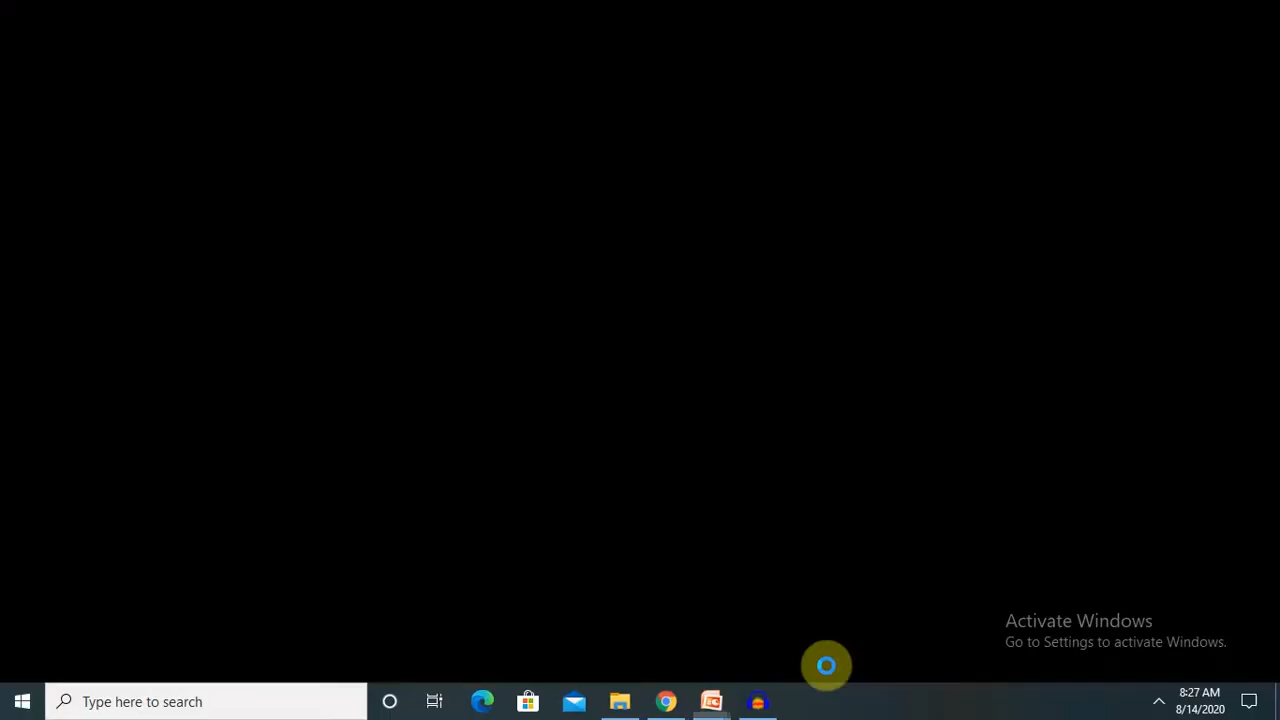 Activate Windows
Go to Settings to activate Windows.
Type here to search
8:27 AM
8/14/2020